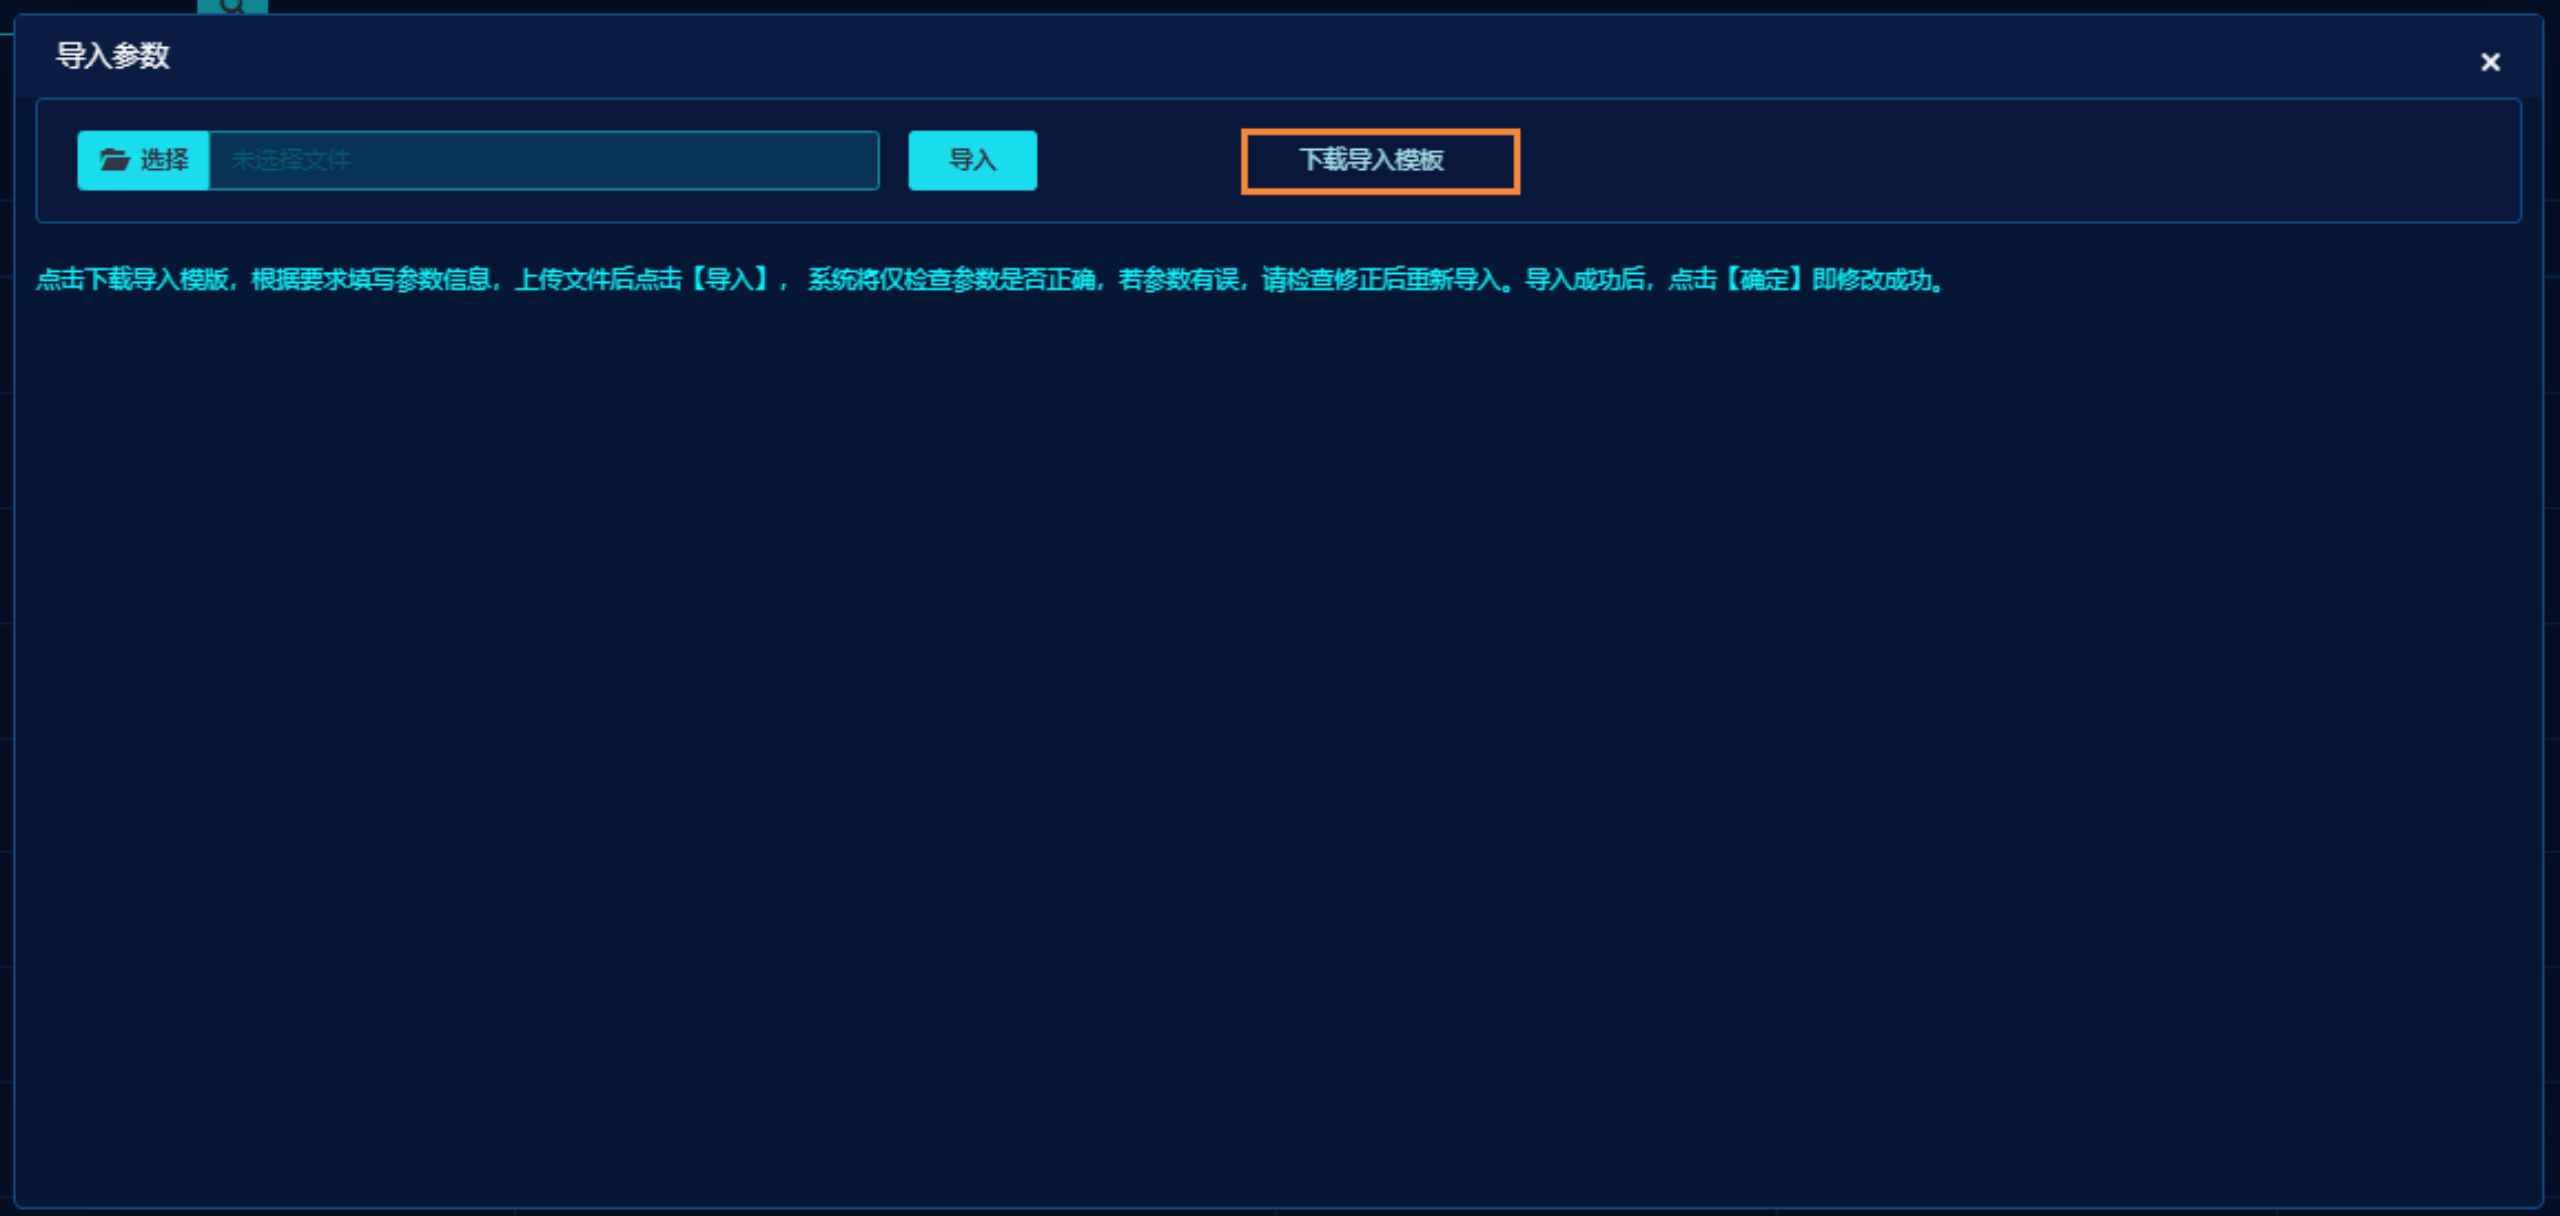 导入参数
选择 未选择文件 导入 下载导入模板
点击下载导入模版，根据要求填写参数信息，上传文件后点击【导入】， 系统将仅检查参数是否正确，若参数有误，请检查修正后重新导入。导入成功后，点击【确定】即修改成功。